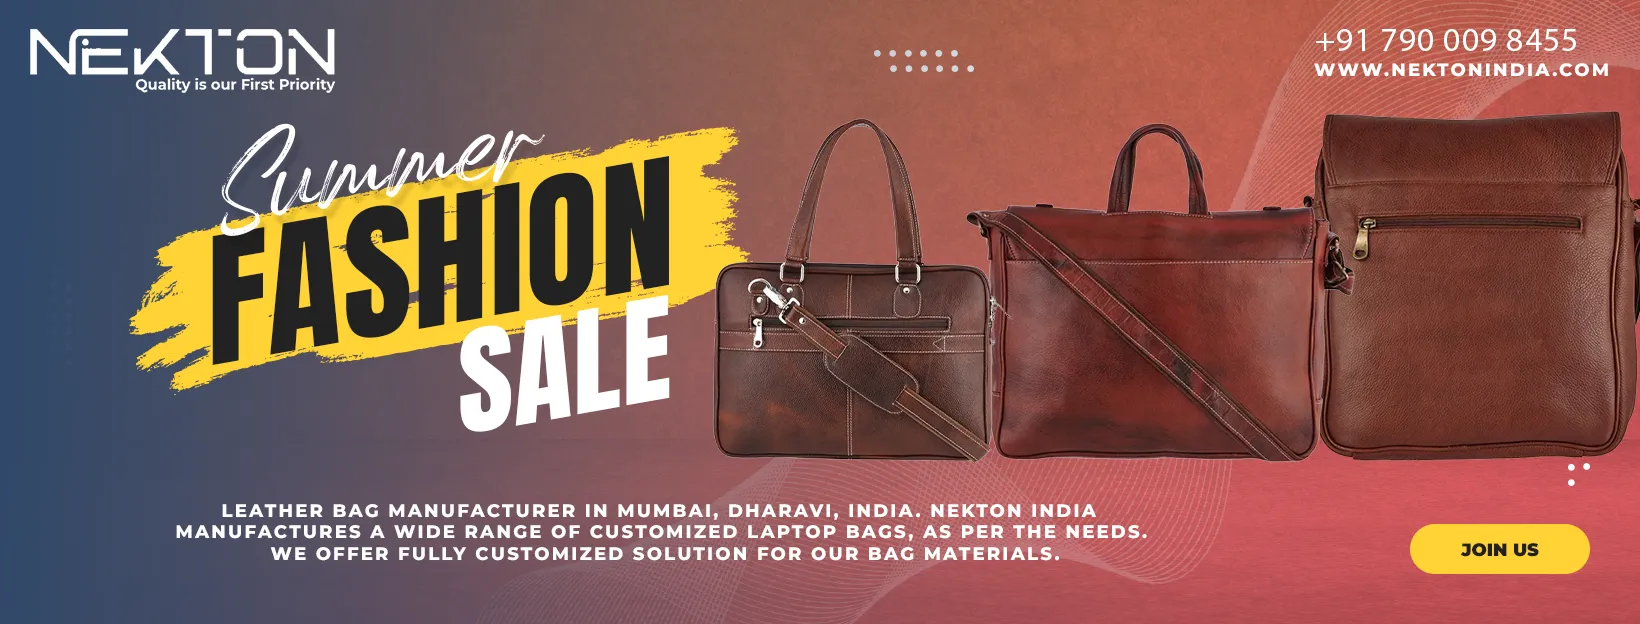 NEKTON
Quality is our First Priority
+91 790 009 8455
WWW.NEKTONINDIA.COM
Summer
FASHION
SALE
LEATHER BAG MANUFACTURER IN MUMBAI, DHARAVI, INDIA. NEKTON INDIA
MANUFACTURES A WIDE RANGE OF CUSTOMIZED LAPTOP BAGS, AS PER THE NEEDS.
WE OFFER FULLY CUSTOMIZED SOLUTION FOR OUR BAG MATERIALS.
JOIN US